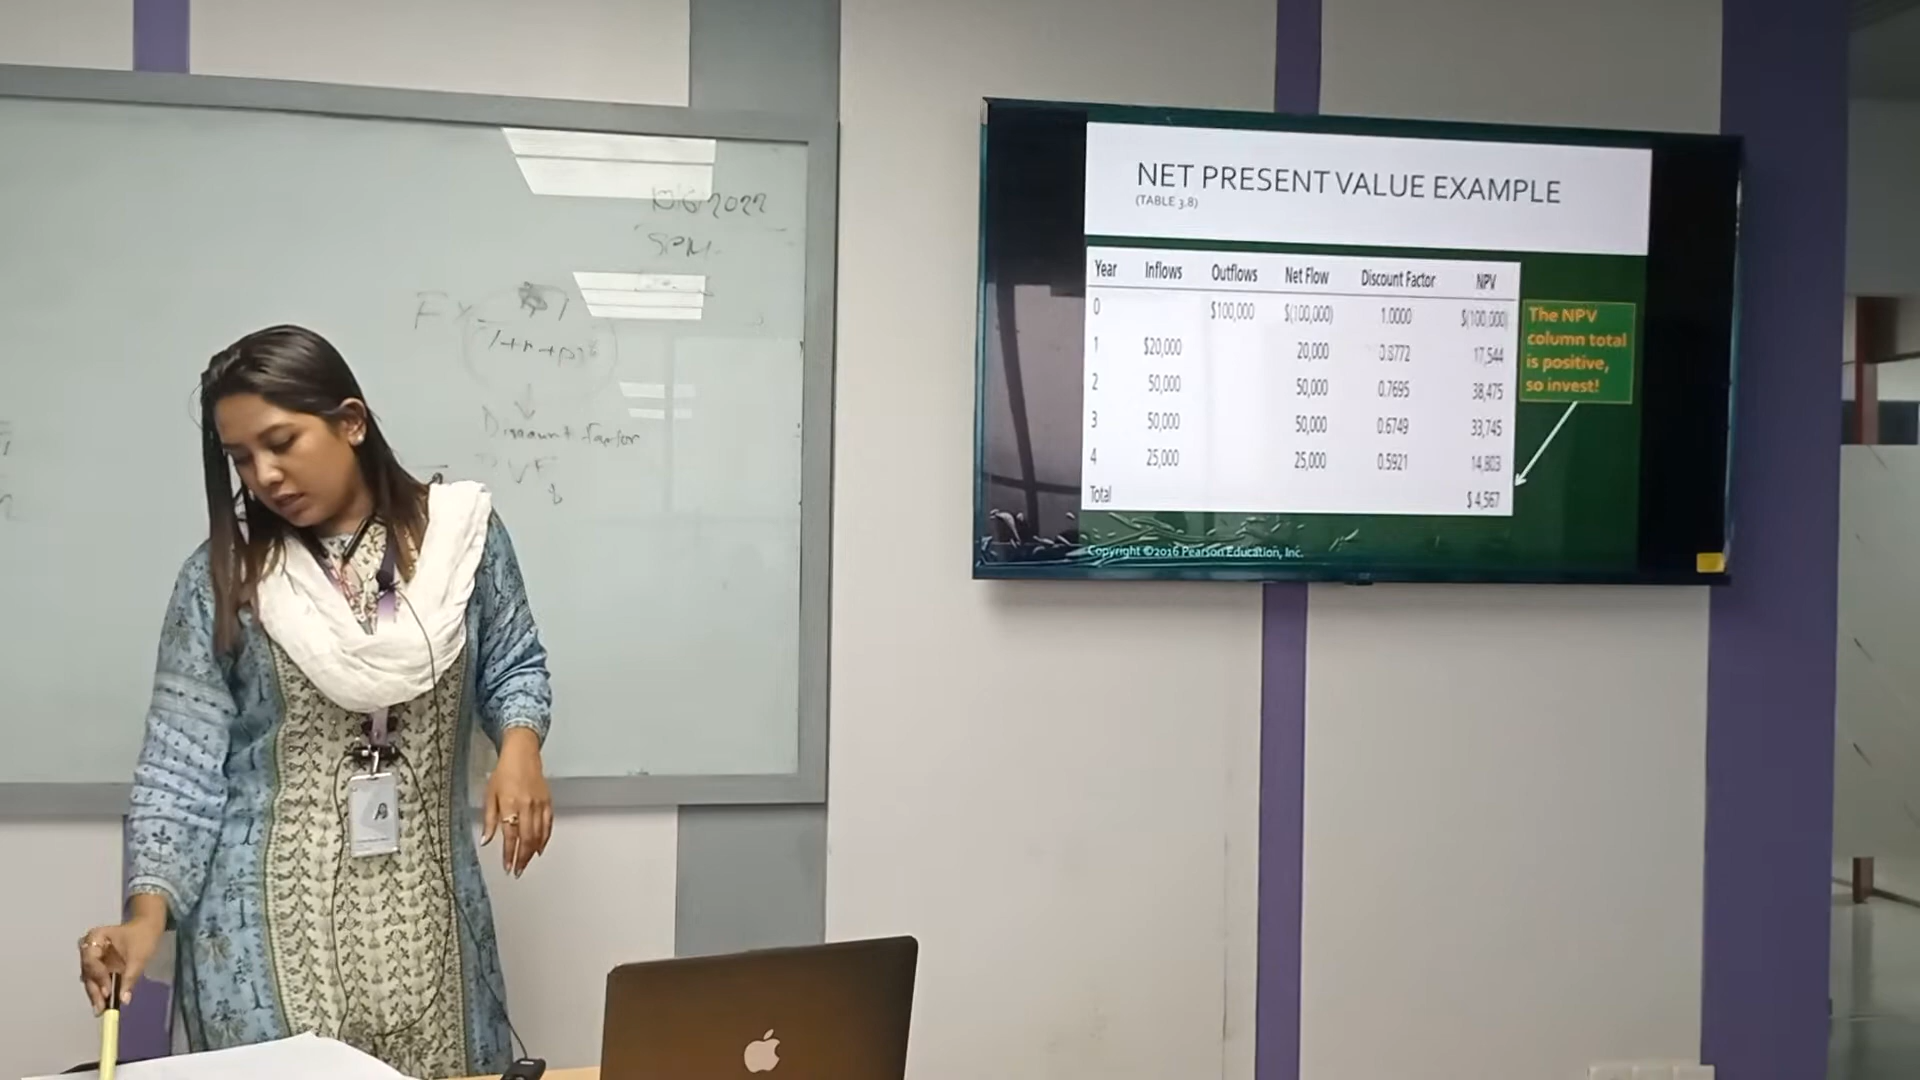 2022
SPM
F x
1
1+r+p
Discount factor
PVF
NET PRESENT VALUE EXAMPLE
(TABLE 3.8)
Year Inflows Outflows Net Flow Discount Factor NPV
0 $100,000 $(100,000) 1.0000 $(100,000)
1 $20,000 20,000 0.8772 17,544
2 50,000 50,000 0.7695 38,475
3 50,000 50,000 0.6749 33,745
4 25,000 25,000 0.5921 14,803
Total $ 4,567
The NPV
column total
is positive,
so invest!
Copyright ©2016 Pearson Education, Inc.